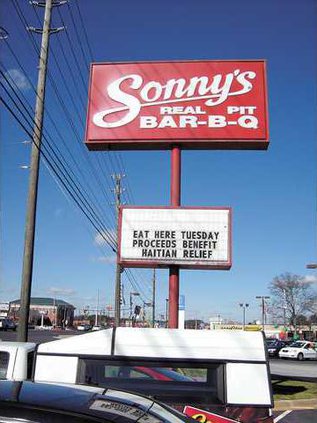 Sonny's
REAL PIT
BAR-B-Q
EAT HERE TUESDAY
PROCEEDS BENEFIT
HAITIAN RELIEF